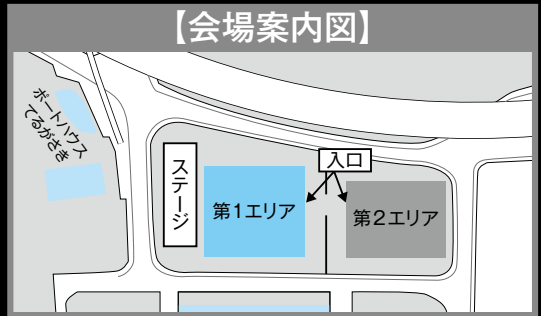 【会場案内図】
ボートハウス
てるがさき
ステージ
入口
第1エリア
第2エリア